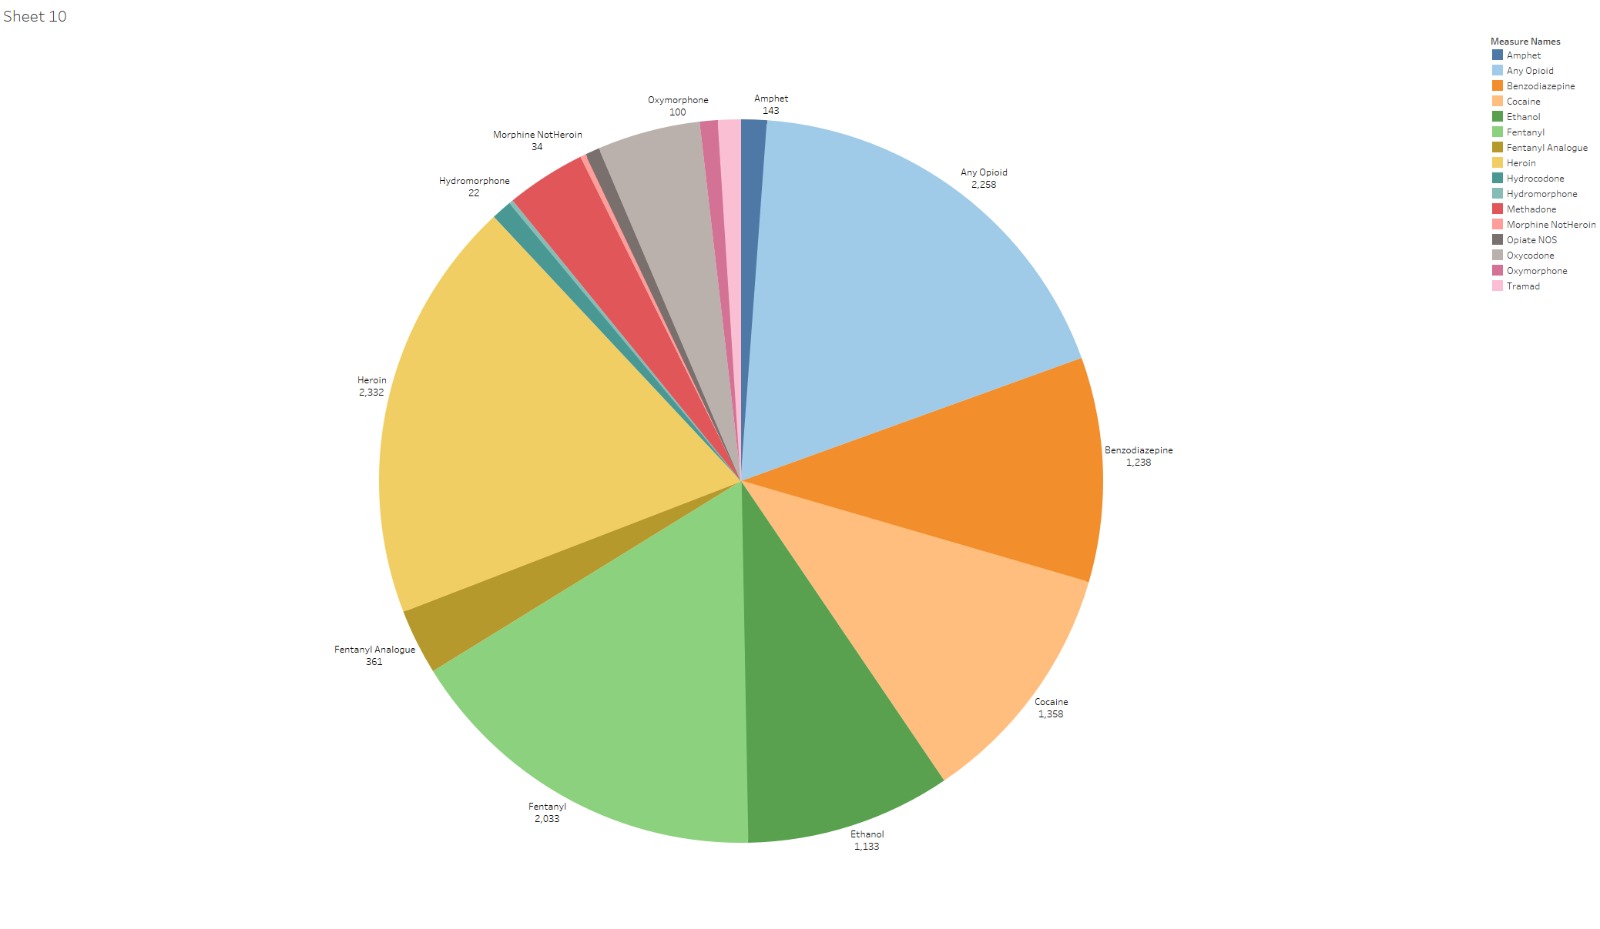 Sheet 10
Oxymorphone
100
Amphet
143
Morphine NotHeroin
34
Any Opioid
2,258
Hydromorphone
22
Heroin
2,332
Benzodiazepine
1,238
Fentanyl Analogue
361
Cocaine
1,358
Fentanyl
2,033
Ethanol
1,133
Measure Names
Amphet
Any Opioid
Benzodiazepine
Cocaine
Ethanol
Fentanyl
Fentanyl Analogue
Heroin
Hydrocodone
Hydromorphone
Methadone
Morphine NotHeroin
Opiate NOS
Oxycodone
Oxymorphone
Tramad